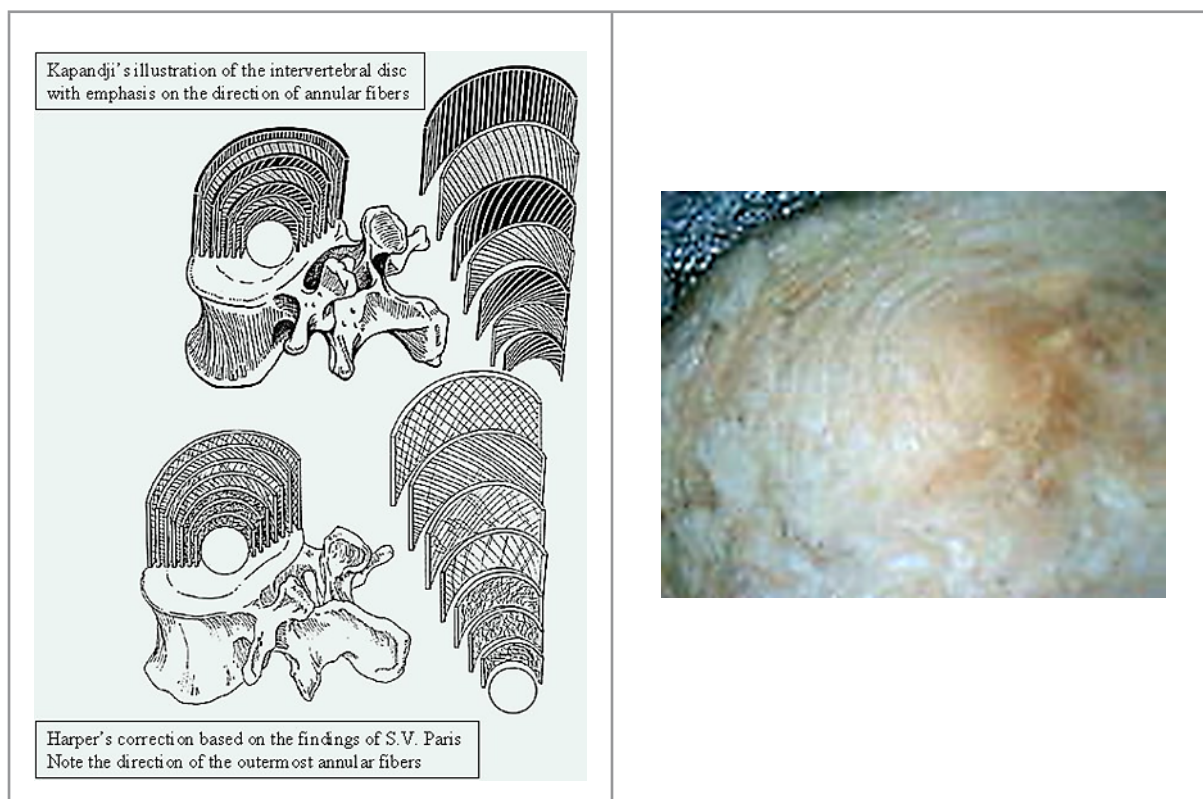 Kapandji's illustration of the intervertebral disc
with emphasis on the direction of annular fibers
Harper's correction based on the findings of S.V. Paris
Note the direction of the outermost annular fibers